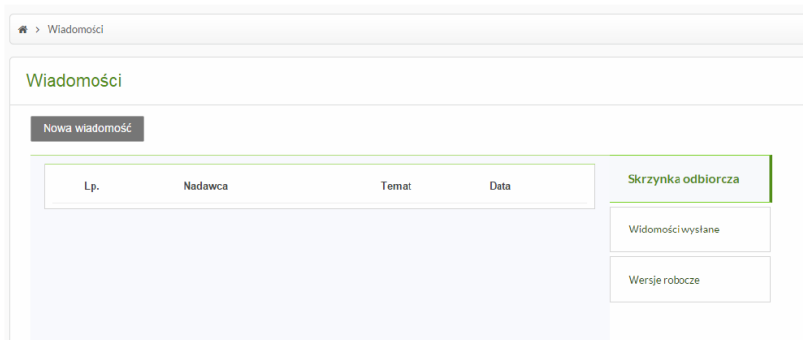 > Wiadomości
Wiadomości
Nowa wiadomość
Lp. Nadawca Temat Data
Skrzynka odbiorcza
Widomości wysłane
Wersje robocze